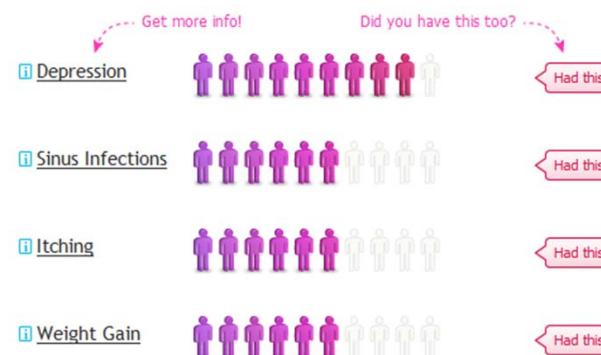 Get more info!
Did you have this too?
Depression
Had this
Sinus Infections
Had this
Itching
Had this
Weight Gain
Had this